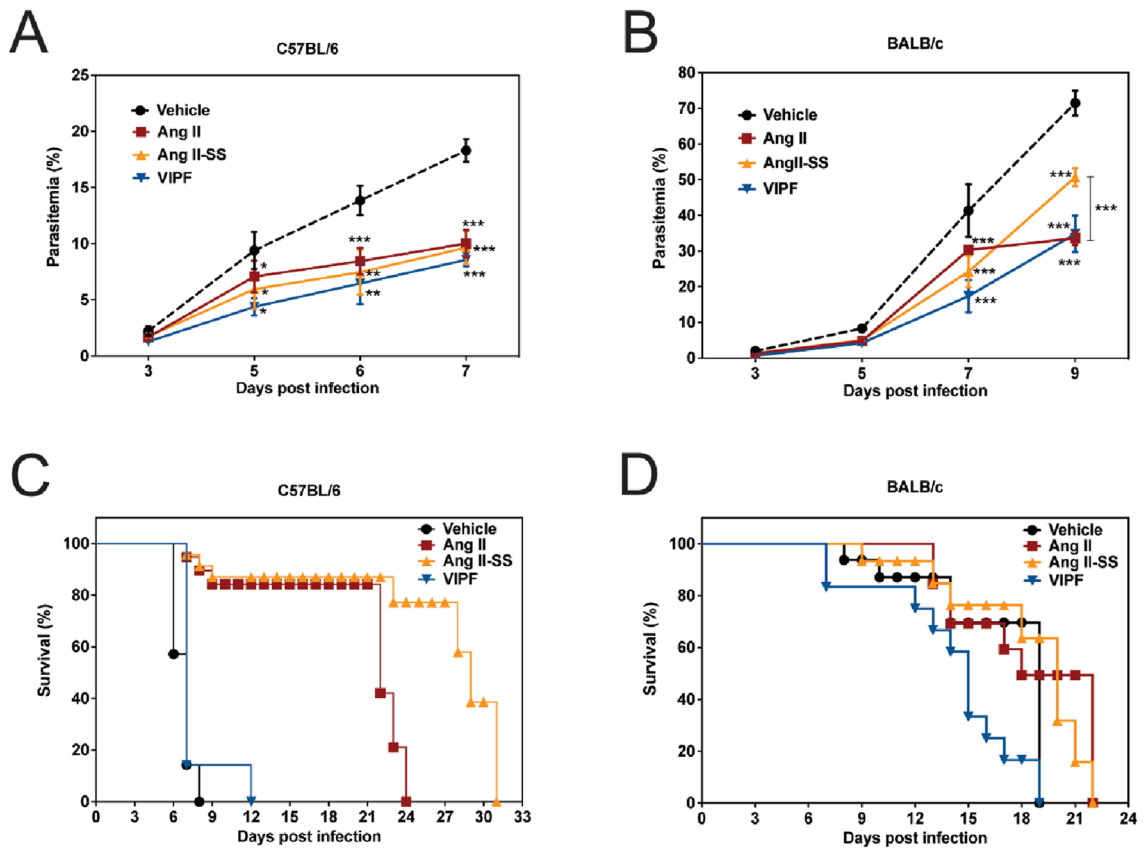 A
C57BL/6
Parasitemia (%)
25
20
15
10
5
0
Vehicle
Ang II
Ang II-SS
VIPF
*
*
*
***
**
**
***
***
***
3 5 6 7
Days post infection
B
BALB/c
Parasitemia (%)
80
70
60
50
40
30
20
10
0
Vehicle
Ang II
AngII-SS
VIPF
***
***
***
***
***
***
***
3 5 7 9
Days post infection
C
C57BL/6
Survival (%)
100
80
60
40
20
0
Vehicle
Ang II
Ang II-SS
VIPF
0 3 6 9 12 15 18 21 24 27 30 33
Days post infection
D
BALB/c
Survival (%)
100
80
60
40
20
0
Vehicle
Ang II
Ang II-SS
VIPF
0 3 6 9 12 15 18 21 24
Days post infection